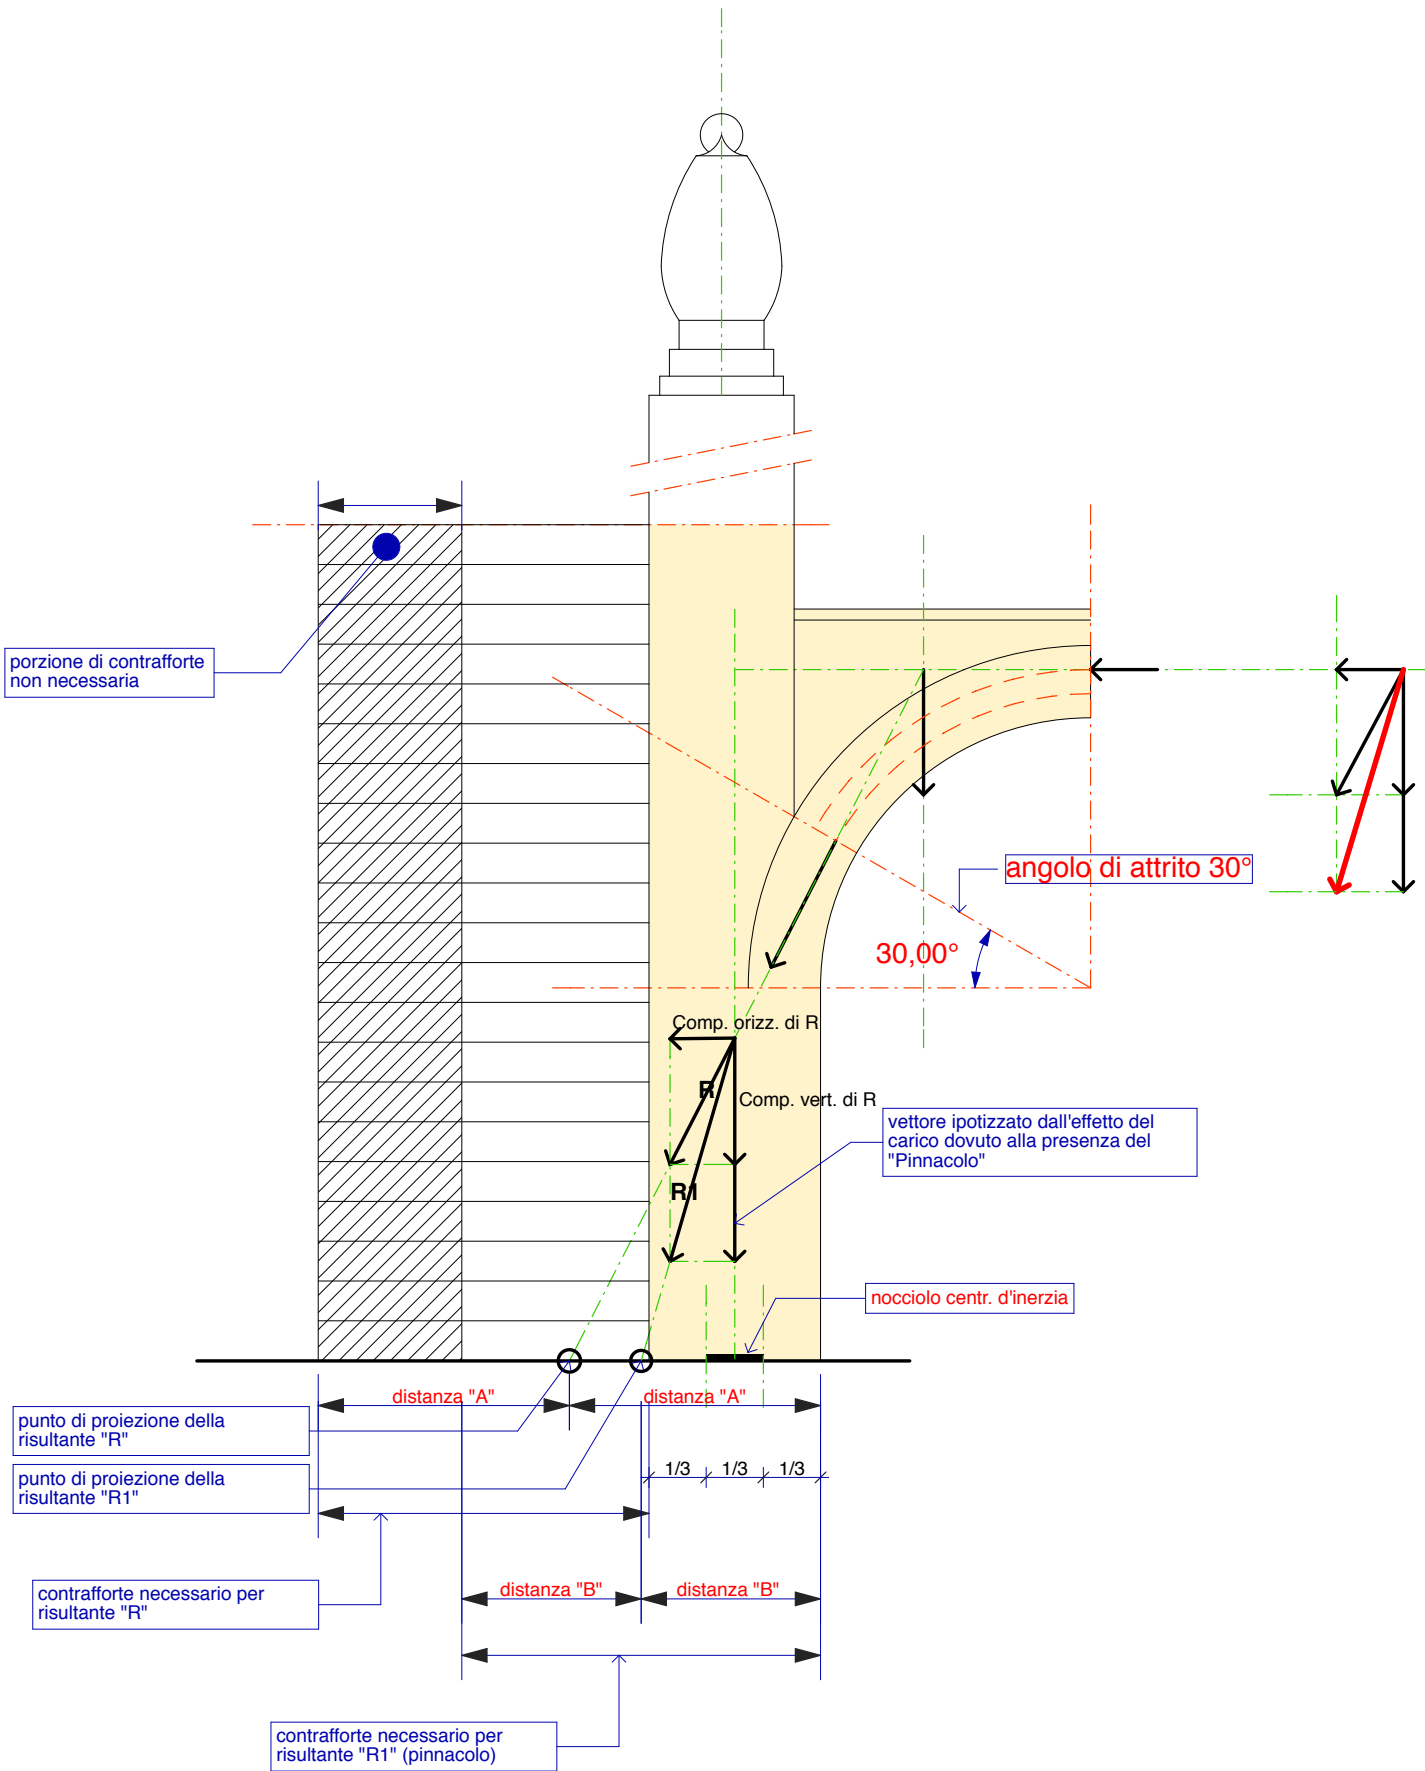 porzione di contrafforte
non necessaria
angolo di attrito 30°
30,00°
Comp. orizz. di R
R
Comp. vert. di R
vettore ipotizzato dall'effetto del
carico dovuto alla presenza del
"Pinnacolo"
R1
nocciolo centr. d'inerzia
distanza "A"
distanza "A"
punto di proiezione della
risultante "R"
1/3
1/3
1/3
punto di proiezione della
risultante "R1"
contrafforte necessario per
risultante "R"
distanza "B"
distanza "B"
contrafforte necessario per
risultante "R1" (pinnacolo)